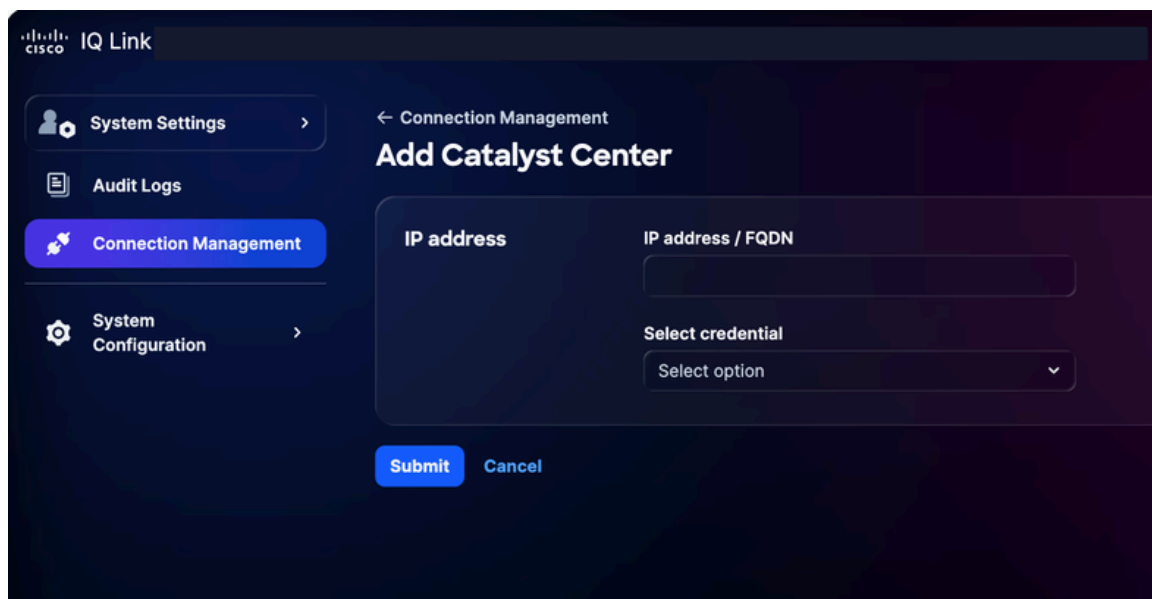 cisco IQ Link
System Settings
Audit Logs
Connection Management
System
Configuration
← Connection Management
Add Catalyst Center
IP address
IP address / FQDN
Select credential
Select option
Submit Cancel